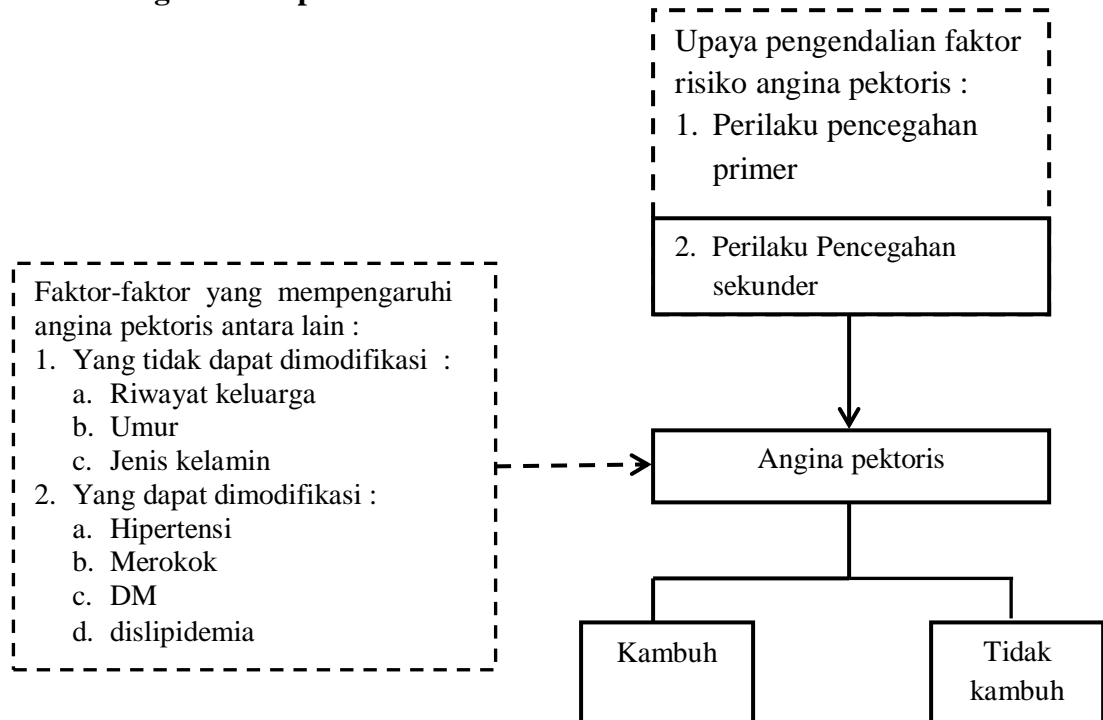 Upaya pengendalian faktor
risiko angina pektoris :
1. Perilaku pencegahan
primer
2. Perilaku Pencegahan
sekunder
Faktor-faktor yang mempengaruhi
angina pektoris antara lain :
1. Yang tidak dapat dimodifikasi :
a. Riwayat keluarga
b. Umur
c. Jenis kelamin
2. Yang dapat dimodifikasi :
a. Hipertensi
b. Merokok
c. DM
d. dislipidemia
Angina pektoris
Kambuh
Tidak
kambuh